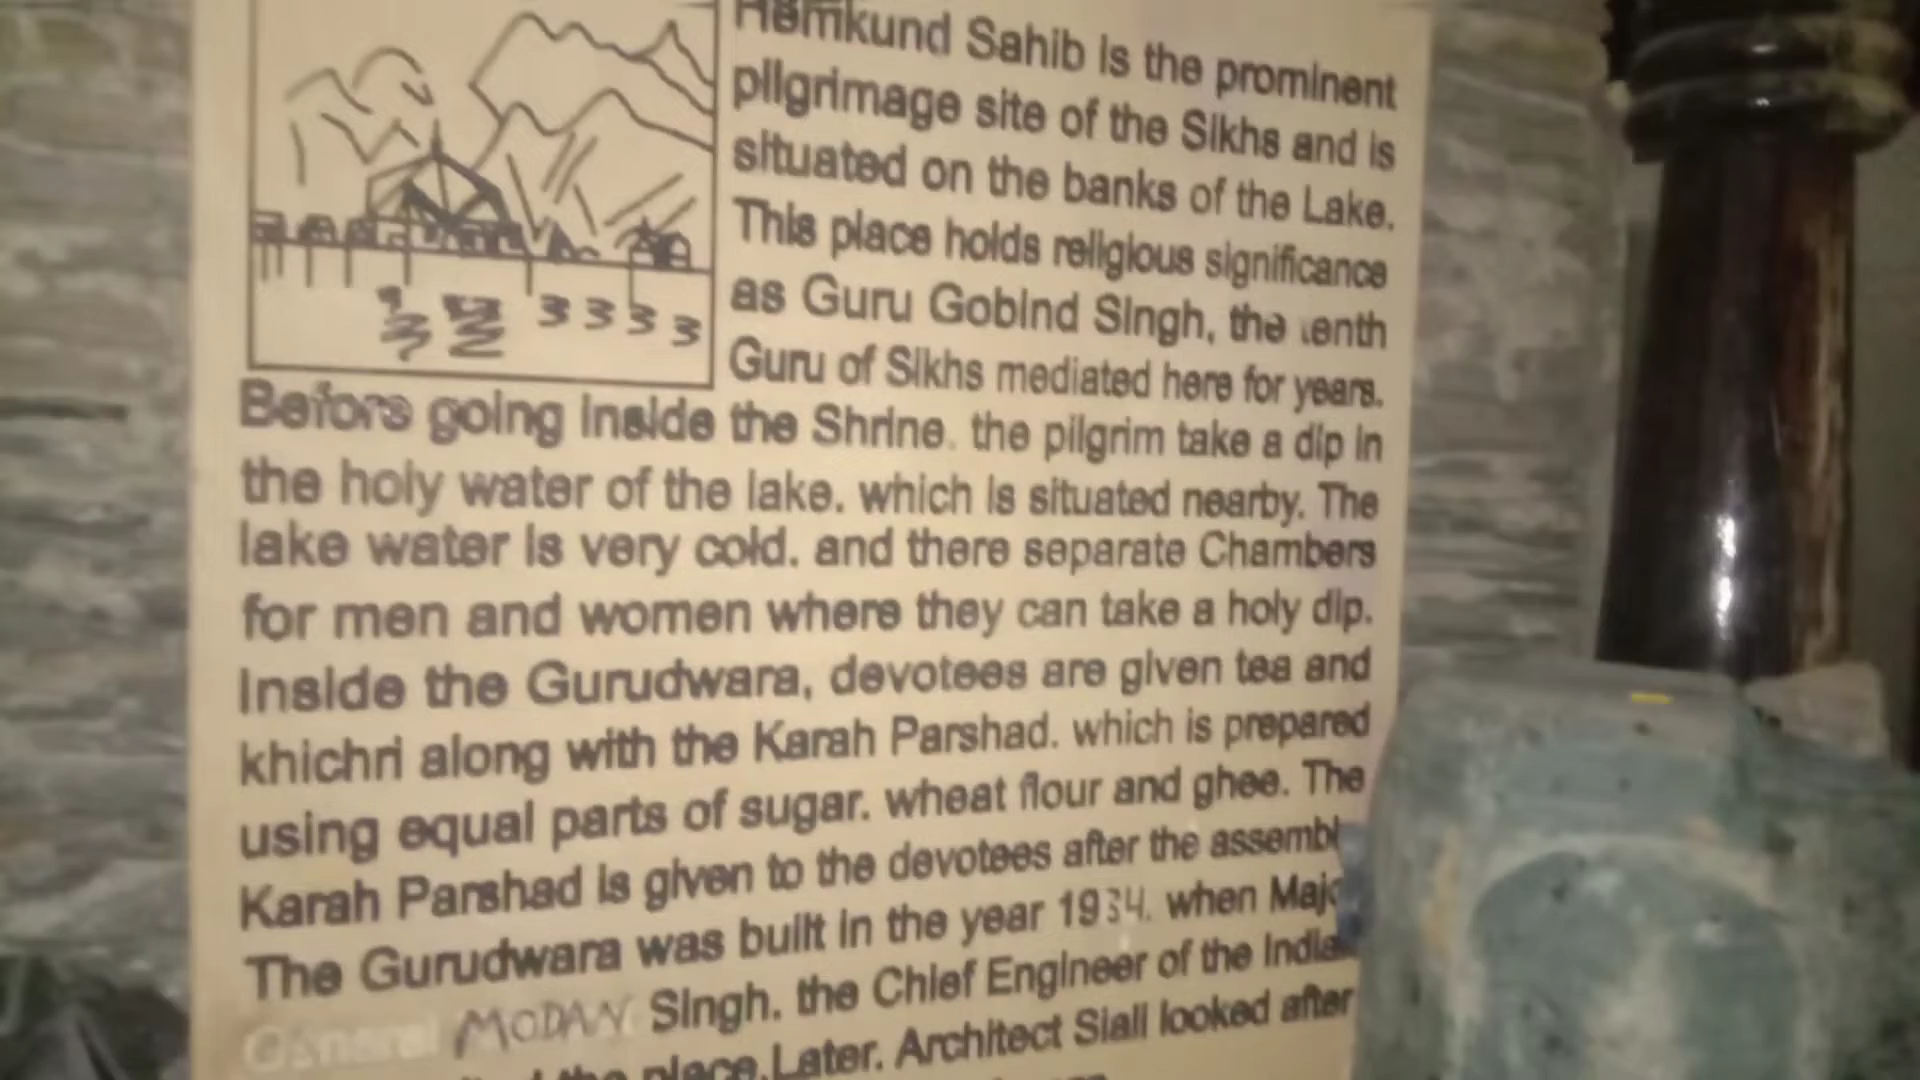 Hemkund Sahib is the prominent
pilgrimage site of the Sikhs and is
situated on the banks of the Lake.
This place holds religious significance
as Guru Gobind Singh, the tenth
Guru of Sikhs mediated here for years.
Before going inside the Shrine. the pilgrim take a dip in
the holy water of the lake. which is situated nearby. The
lake water is very cold. and there separate Chambers
for men and women where they can take a holy dip.
Inside the Gurudwara, devotees are given tea and
khichri along with the Karah Parshad. which is prepared
using equal parts of sugar. wheat flour and ghee. The
Karah Parshad is given to the devotees after the assembl
The Gurudwara was built in the year 1934. when Majo
General MODAN Singh. the Chief Engineer of the India
the place.Later. Architect Siali looked after